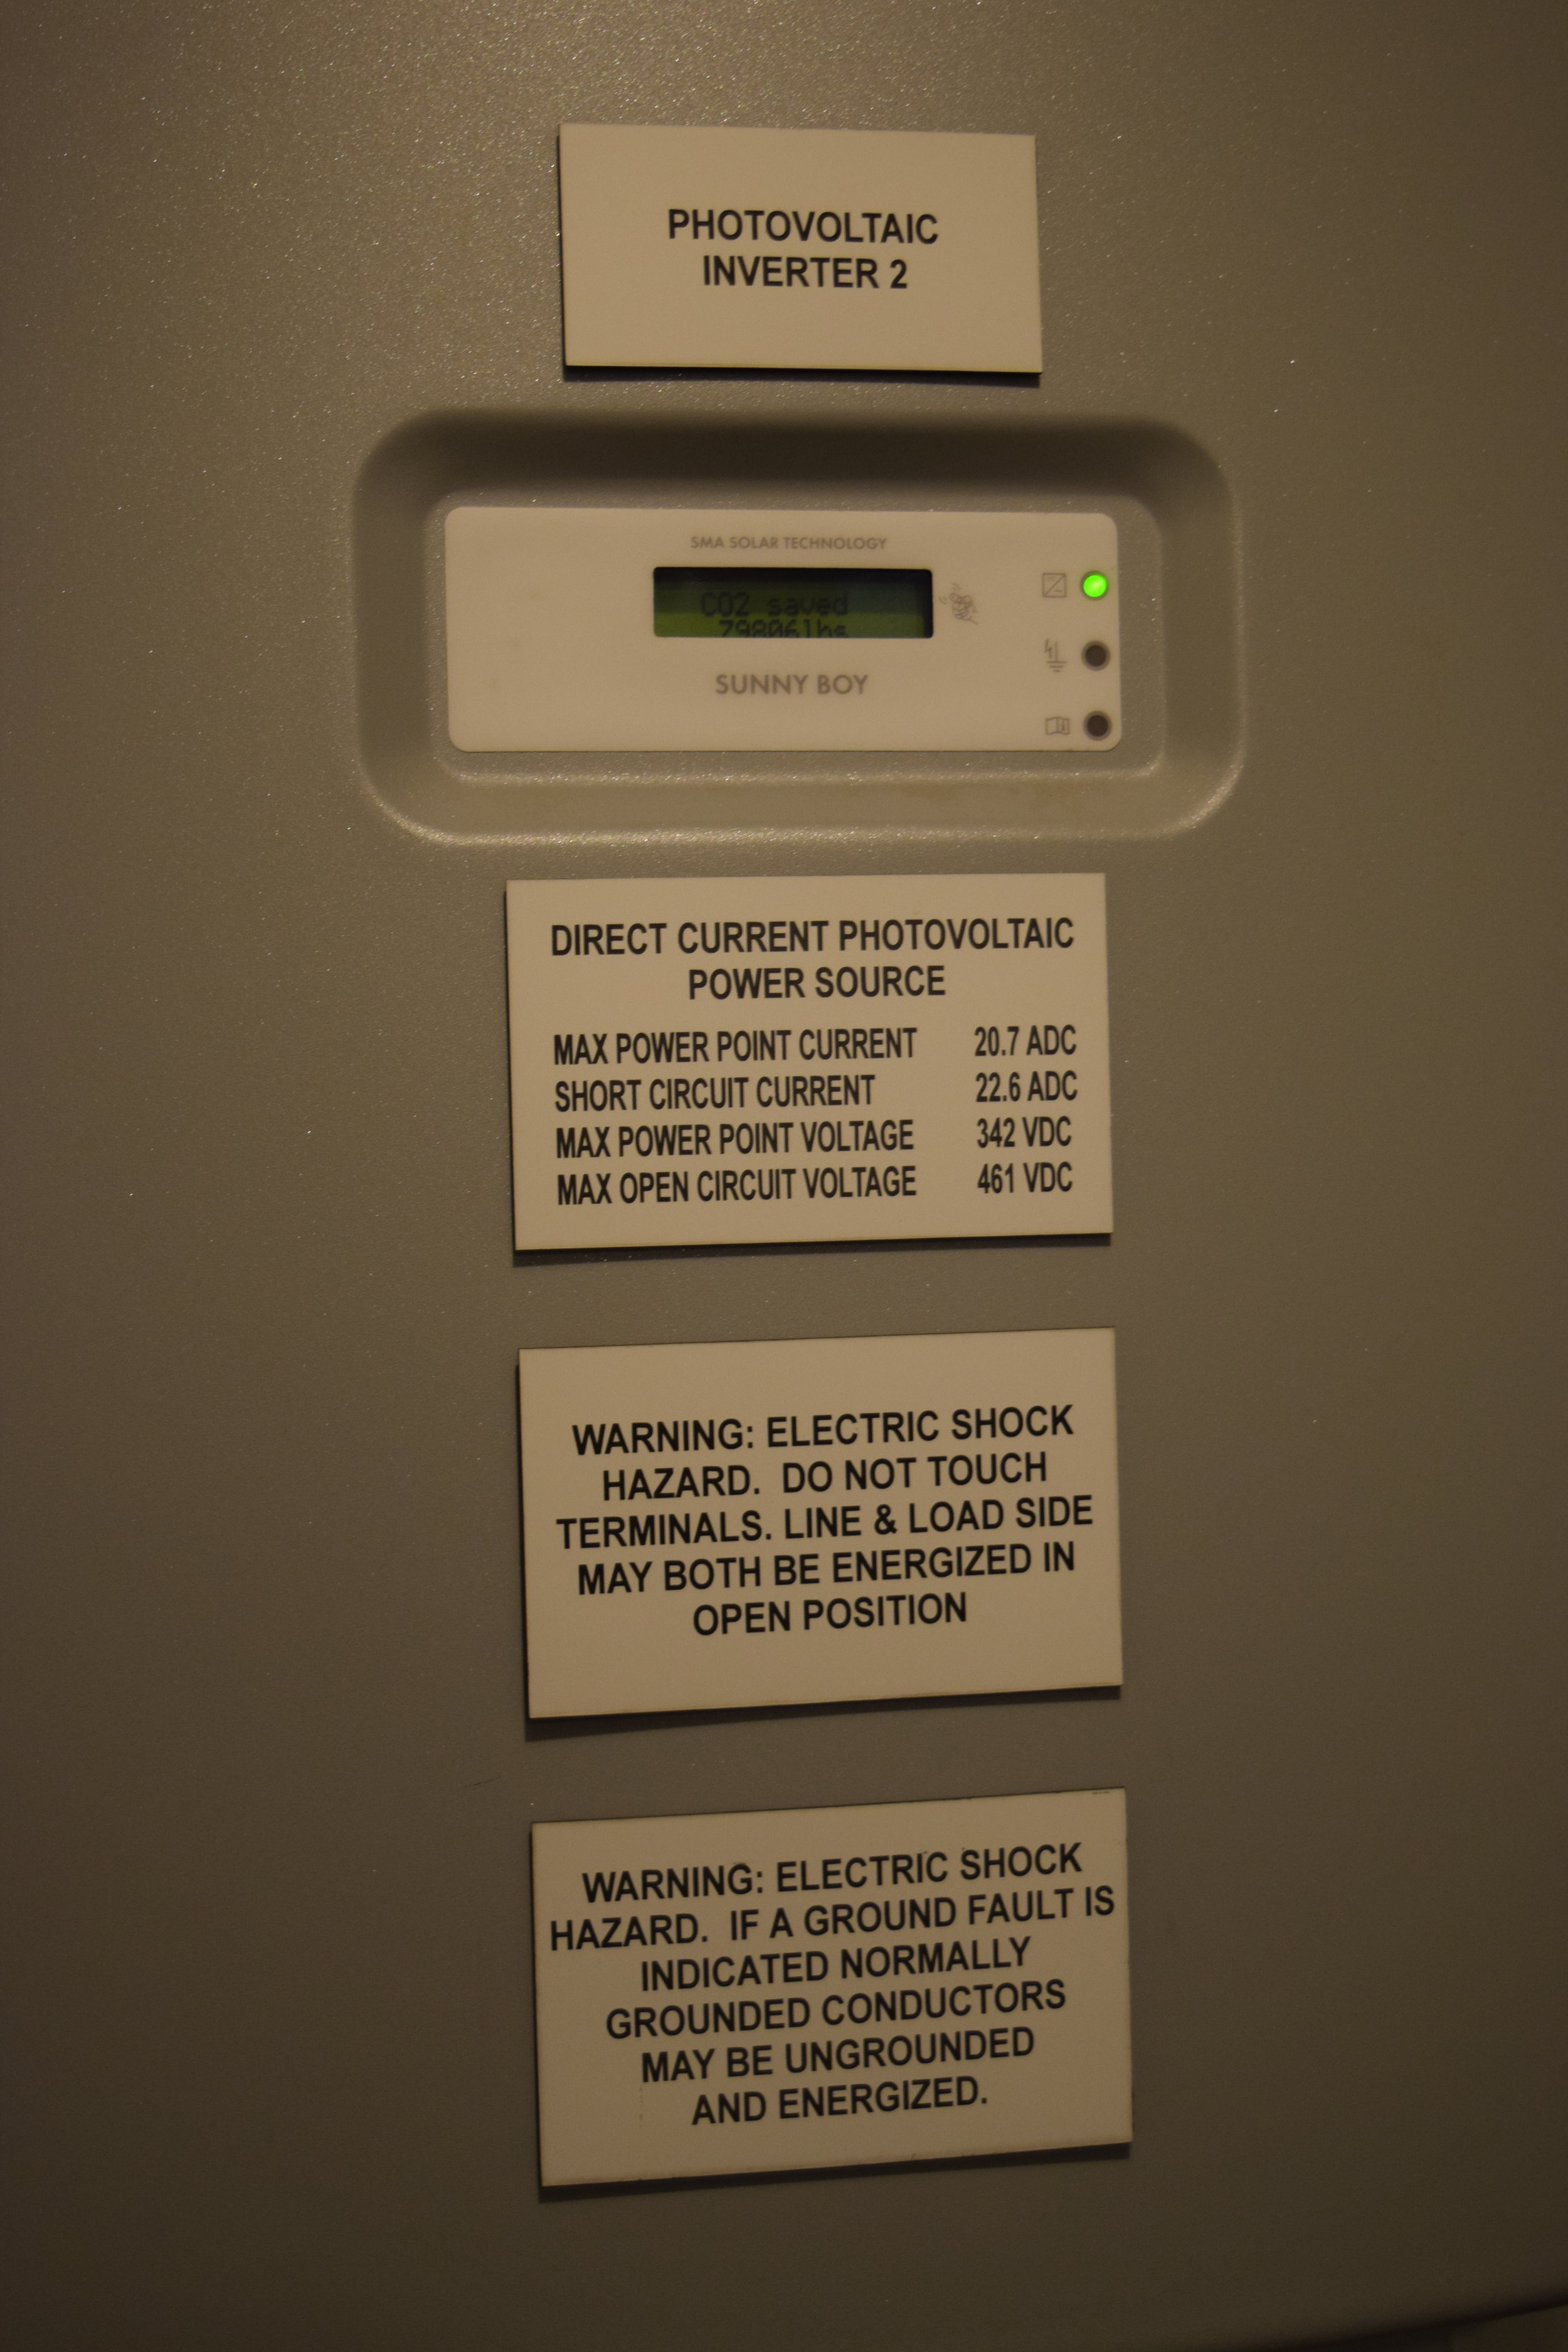 PHOTOVOLTAIC
INVERTER 2
SMA SOLAR TECHNOLOGY
CO2 saved
79806lbs
SUNNY BOY
DIRECT CURRENT PHOTOVOLTAIC
POWER SOURCE
MAX POWER POINT CURRENT 20.7 ADC
SHORT CIRCUIT CURRENT 22.6 ADC
MAX POWER POINT VOLTAGE 342 VDC
MAX OPEN CIRCUIT VOLTAGE 461 VDC
WARNING: ELECTRIC SHOCK
HAZARD. DO NOT TOUCH
TERMINALS. LINE & LOAD SIDE
MAY BOTH BE ENERGIZED IN
OPEN POSITION
WARNING: ELECTRIC SHOCK
HAZARD. IF A GROUND FAULT IS
INDICATED NORMALLY
GROUNDED CONDUCTORS
MAY BE UNGROUNDED
AND ENERGIZED.